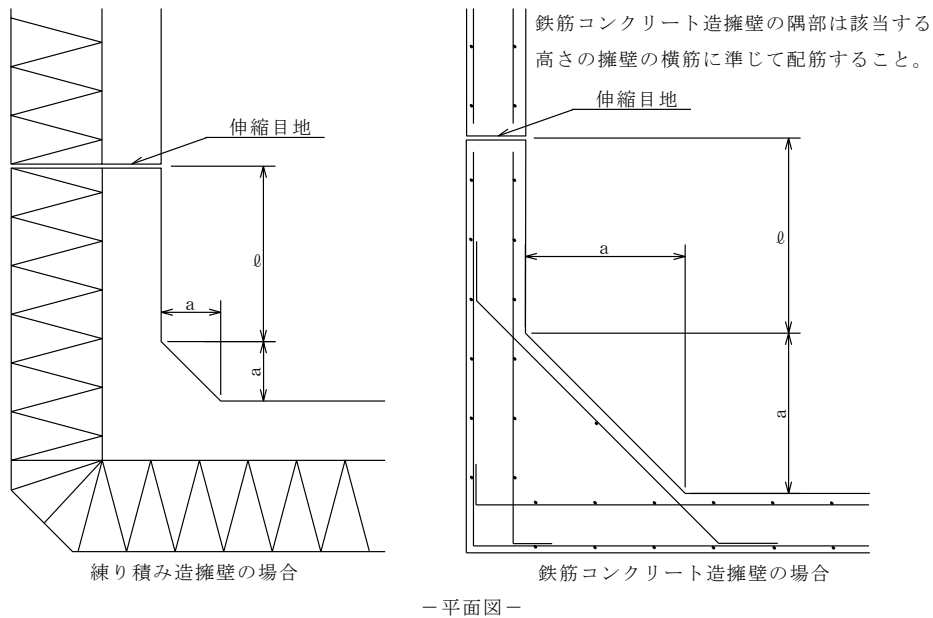 鉄筋コンクリート造擁壁の隅部は該当する
高さの擁壁の横筋に準じて配筋すること。
伸縮目地
伸縮目地
ℓ
a
a
ℓ
a
a
練り積み造擁壁の場合
鉄筋コンクリート造擁壁の場合
－平面図－